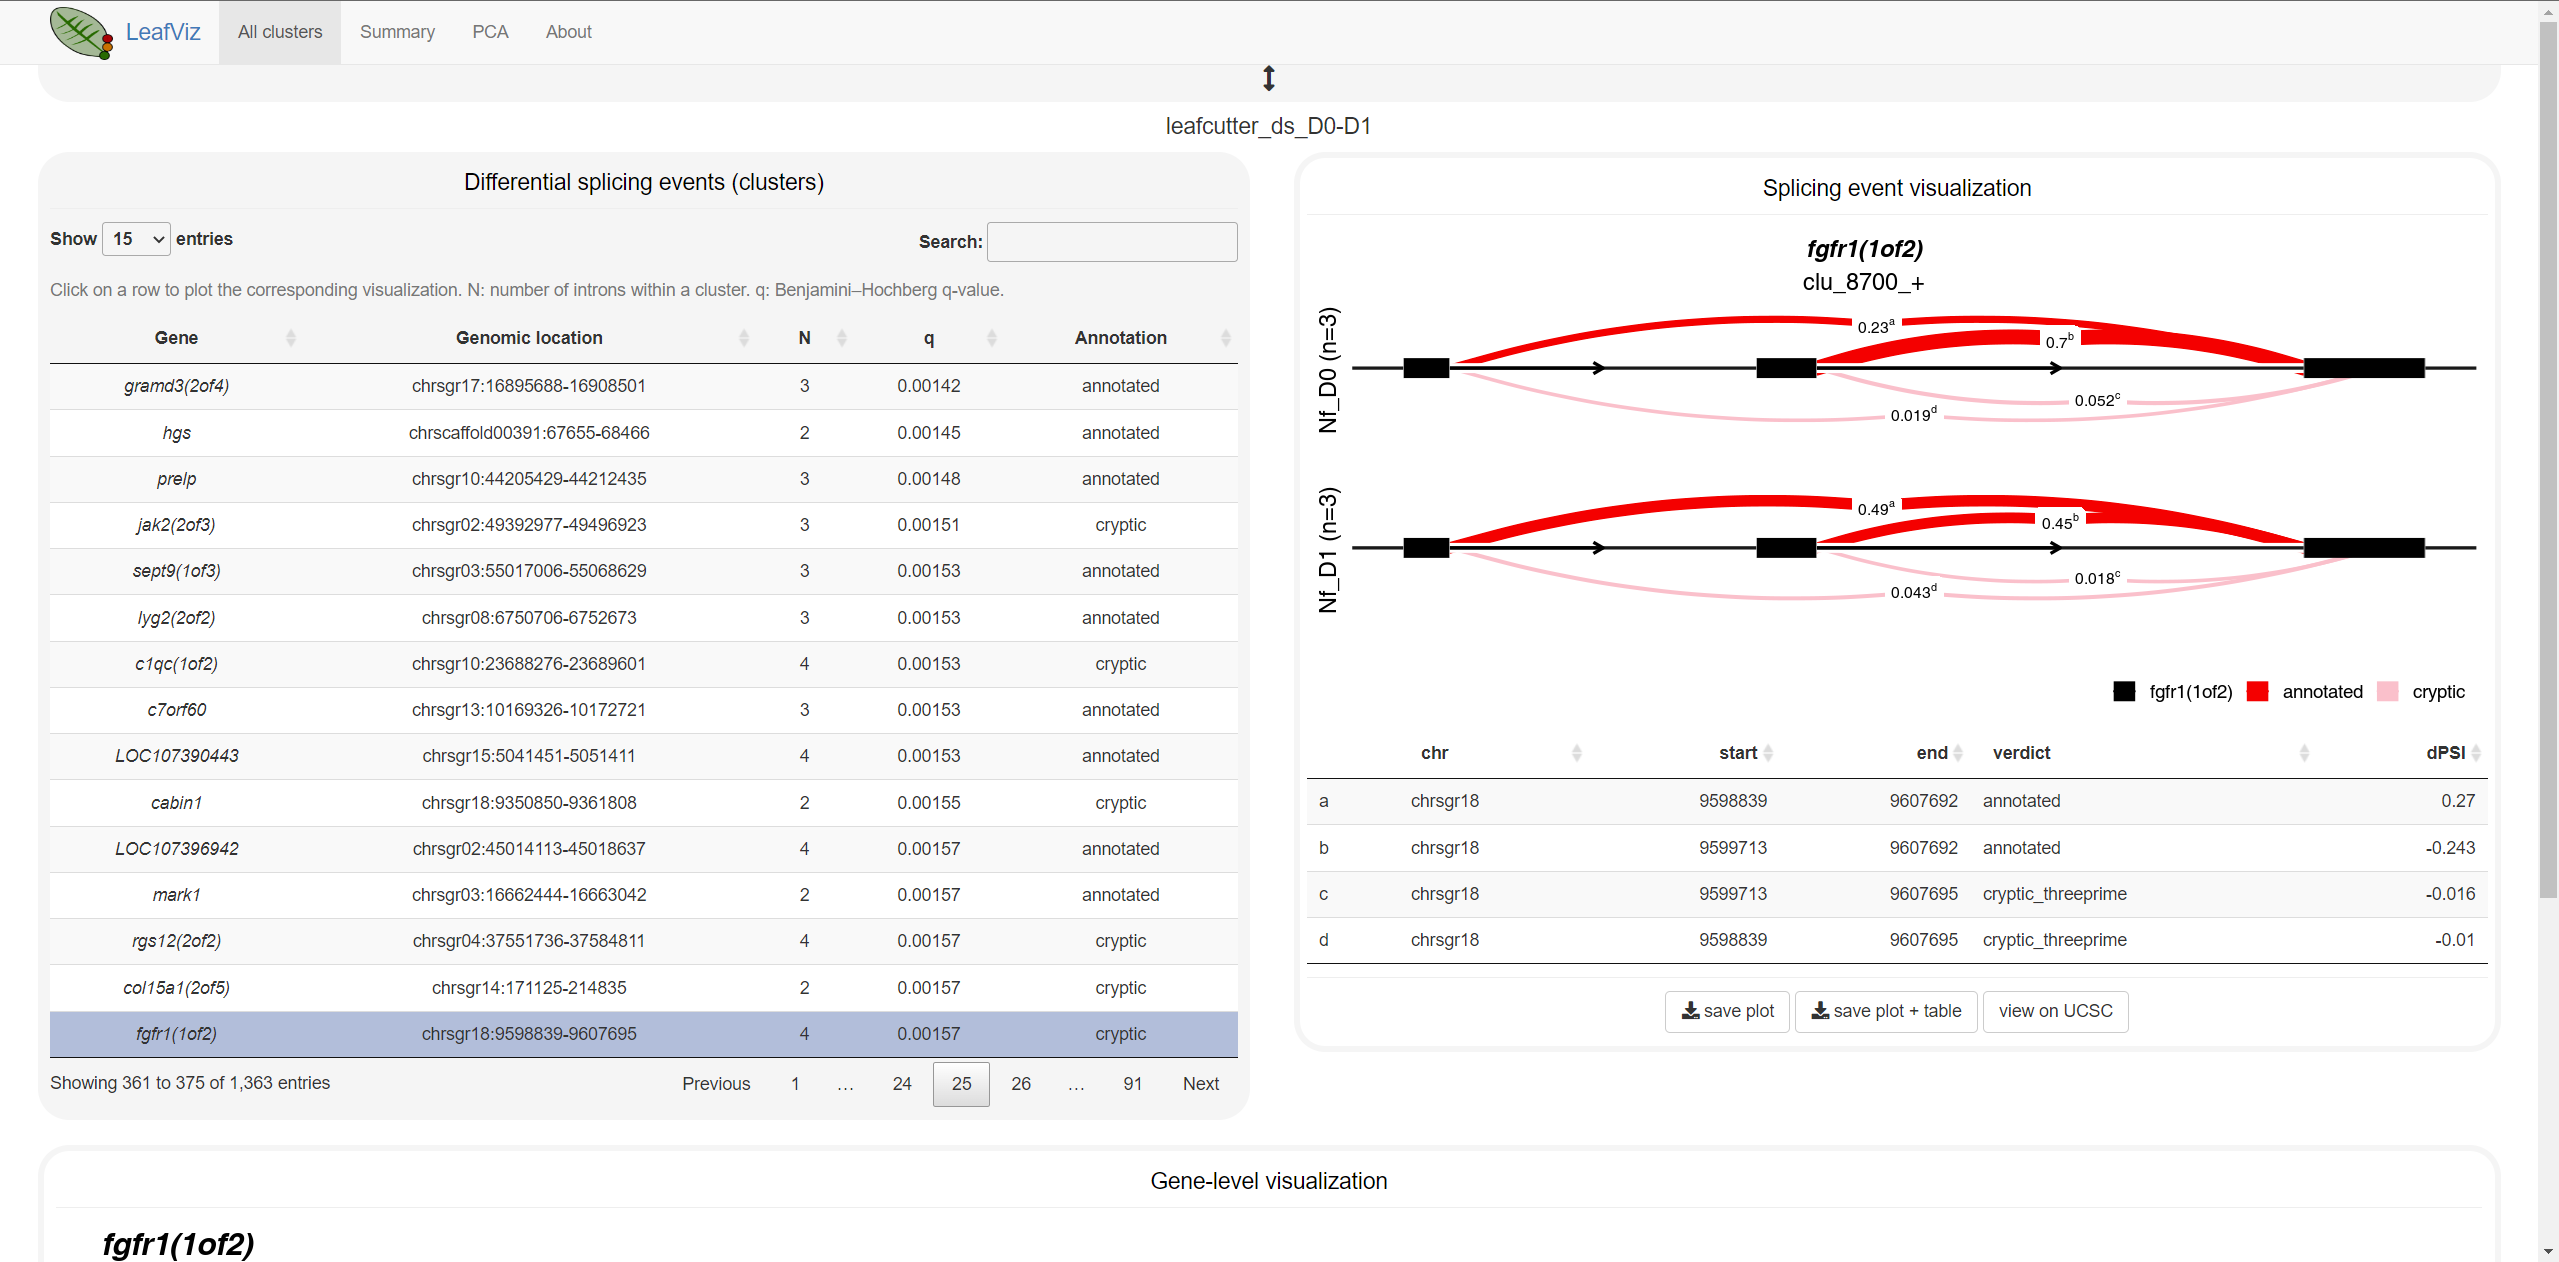 LeafViz All clusters Summary PCA About
leafcutter_ds_D0-D1
Differential splicing events (clusters)
Show 15 entries Search:
Click on a row to plot the corresponding visualization. N: number of introns within a cluster. q: Benjamini–Hochberg q-value.
Gene Genomic location N q Annotation
gramd3(2of4) chrsgr17:16895688-16908501 3 0.00142 annotated
hgs chrscaffold00391:67655-68466 2 0.00145 annotated
prelp chrsgr10:44205429-44212435 3 0.00148 annotated
jak2(2of3) chrsgr02:49392977-49496923 3 0.00151 cryptic
sept9(1of3) chrsgr03:55017006-55068629 3 0.00153 annotated
lyg2(2of2) chrsgr08:6750706-6752673 3 0.00153 annotated
c1qc(1of2) chrsgr10:23688276-23689601 4 0.00153 cryptic
c7orf60 chrsgr13:10169326-10172721 3 0.00153 annotated
LOC107390443 chrsgr15:5041451-5051411 4 0.00153 annotated
cabin1 chrsgr18:9350850-9361808 2 0.00155 cryptic
LOC107396942 chrsgr02:45014113-45018637 4 0.00157 annotated
mark1 chrsgr03:16662444-16663042 2 0.00157 annotated
rgs12(2of2) chrsgr04:37551736-37584811 4 0.00157 cryptic
col15a1(2of5) chrsgr14:171125-214835 2 0.00157 cryptic
fgfr1(1of2) chrsgr18:9598839-9607695 4 0.00157 cryptic
Showing 361 to 375 of 1,363 entries Previous 1 … 24 25 26 … 91 Next
Splicing event visualization
fgfr1(1of2)
clu_8700_+
Nf_D0 (n=3)
0.23a
0.7b
0.052c
0.019d
Nf_D1 (n=3)
0.49a
0.45b
0.018c
0.043d
fgfr1(1of2) annotated cryptic
chr start end verdict dPSI
a chrsgr18 9598839 9607692 annotated 0.27
b chrsgr18 9599713 9607692 annotated -0.243
c chrsgr18 9599713 9607695 cryptic_threeprime -0.016
d chrsgr18 9598839 9607695 cryptic_threeprime -0.01
save plot save plot + table view on UCSC
Gene-level visualization
fgfr1(1of2)